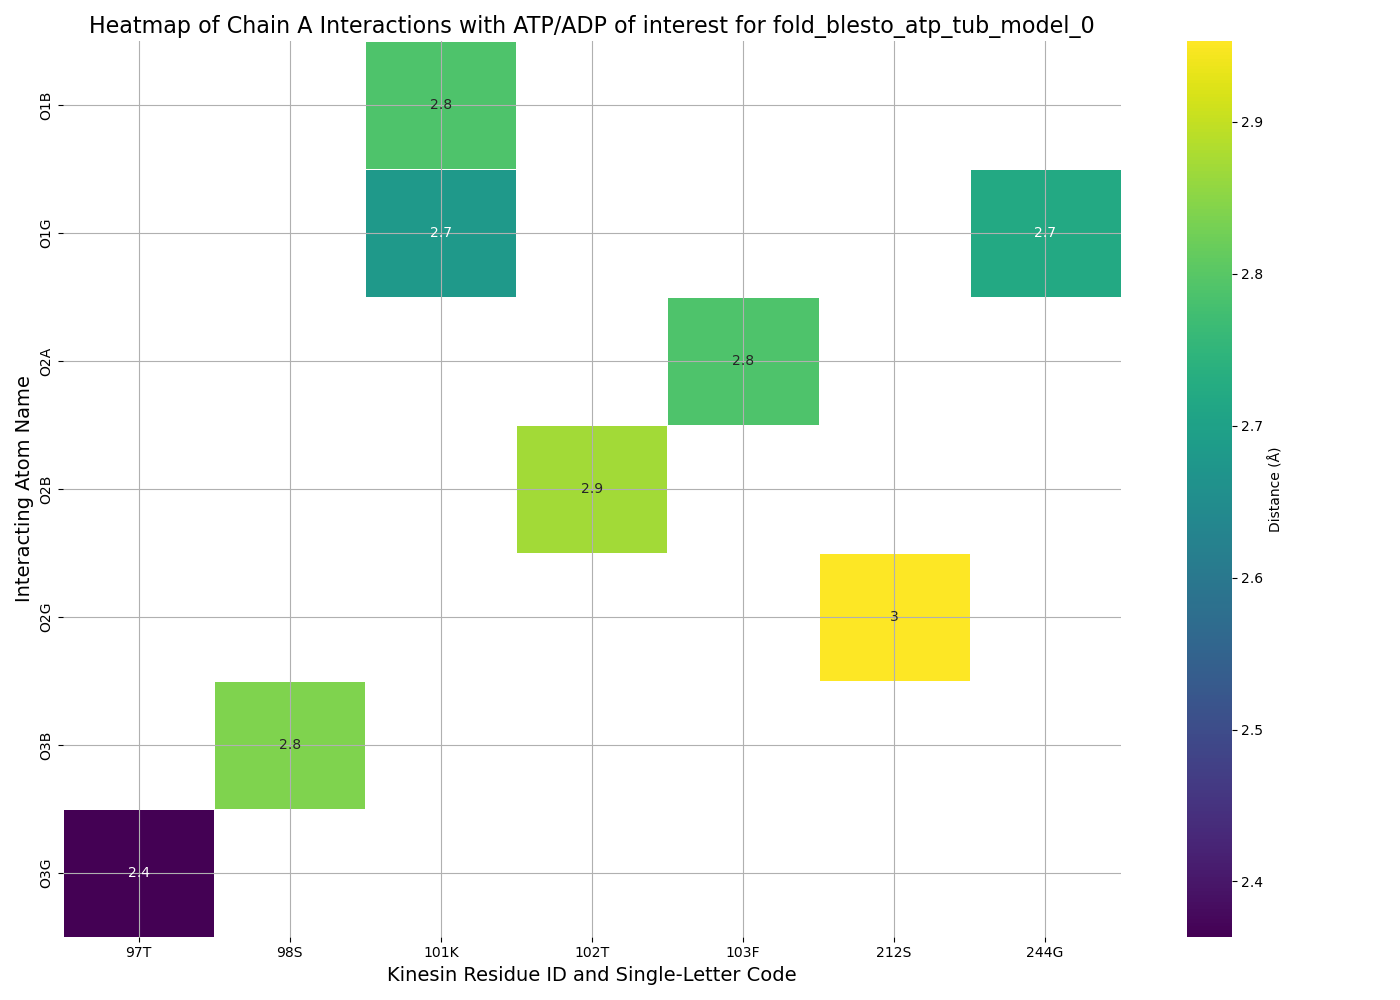 Heatmap of Chain A Interactions with ATP/ADP of interest for fold_blesto_atp_tub_model_0
Interacting Atom Name
O1B
O1G
O2A
O2B
O2G
O3B
O3G
2.8
2.7
2.7
2.8
2.9
3
2.8
2.4
97T
98S
101K
102T
103F
212S
244G
Kinesin Residue ID and Single-Letter Code
2.9
2.8
2.7
2.6
2.5
2.4
Distance (Å)